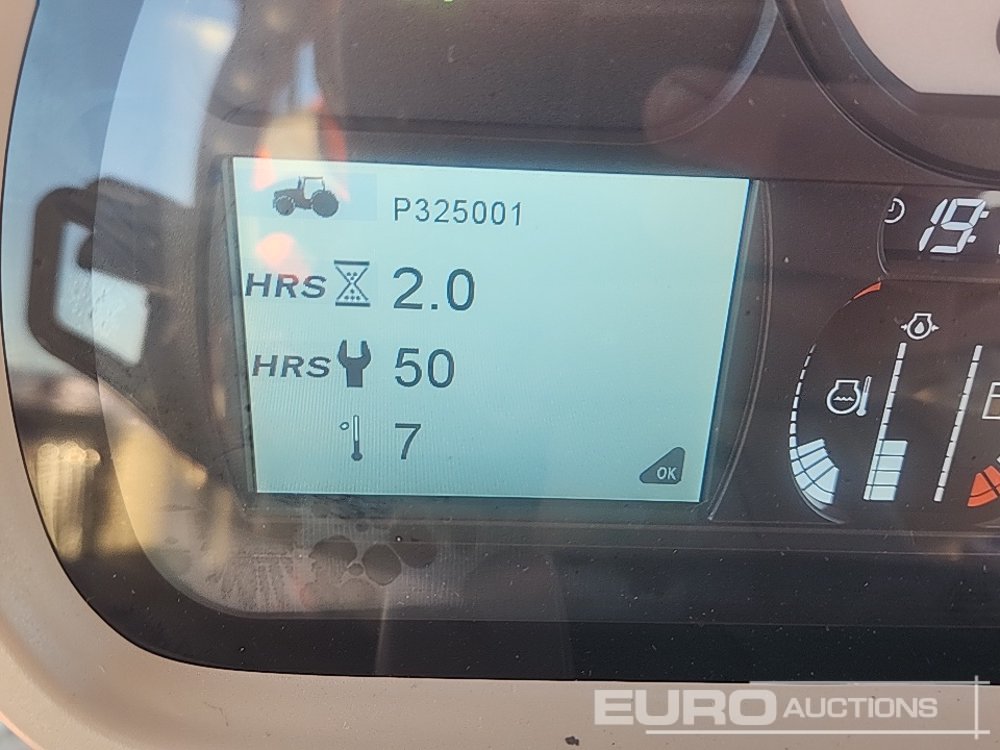 P325001
19:
HRS 2.0
HRS 50
° 7
OK
EURO AUCTIONS